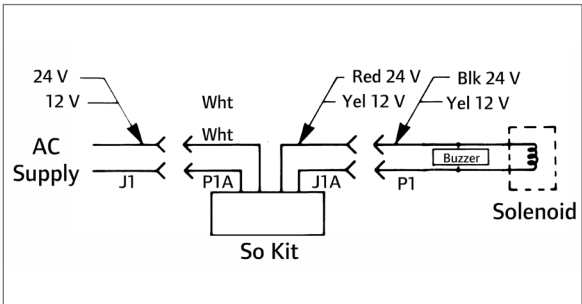 24 V
12 V
Wht
Wht
Red 24 V
Yel 12 V
Blk 24 V
Yel 12 V
AC
Supply
J1
P1A
J1A
P1
Buzzer
Solenoid
So Kit